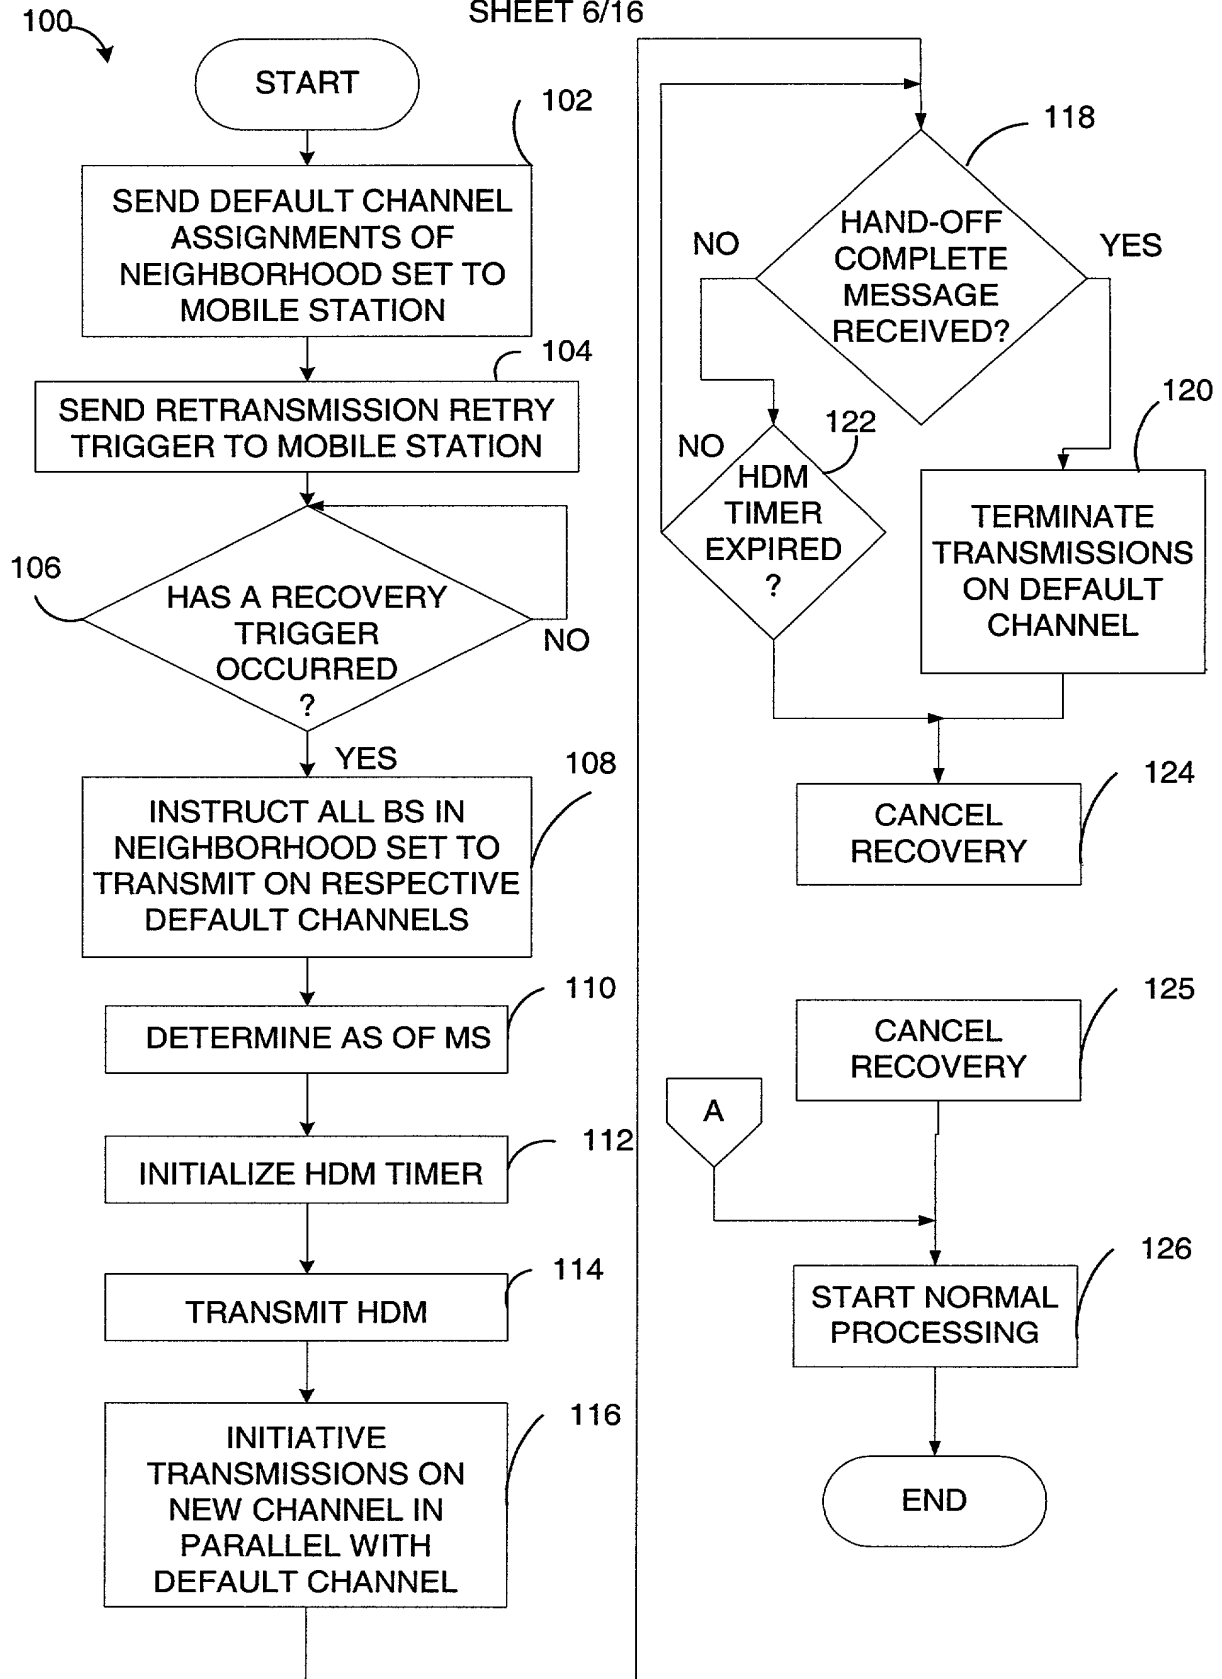 SHEET 6/16
100
START
102
SEND DEFAULT CHANNEL
ASSIGNMENTS OF
NEIGHBORHOOD SET TO
MOBILE STATION
104
SEND RETRANSMISSION RETRY
TRIGGER TO MOBILE STATION
106
HAS A RECOVERY
TRIGGER
OCCURRED
?
NO
YES
108
INSTRUCT ALL BS IN
NEIGHBORHOOD SET TO
TRANSMIT ON RESPECTIVE
DEFAULT CHANNELS
110
DETERMINE AS OF MS
112
INITIALIZE HDM TIMER
114
TRANSMIT HDM
116
INITIATIVE
TRANSMISSIONS ON
NEW CHANNEL IN
PARALLEL WITH
DEFAULT CHANNEL
118
HAND-OFF
COMPLETE
MESSAGE
RECEIVED?
NO
YES
122
NO
HDM
TIMER
EXPIRED
?
120
TERMINATE
TRANSMISSIONS
ON DEFAULT
CHANNEL
124
CANCEL
RECOVERY
125
CANCEL
RECOVERY
A
126
START NORMAL
PROCESSING
END